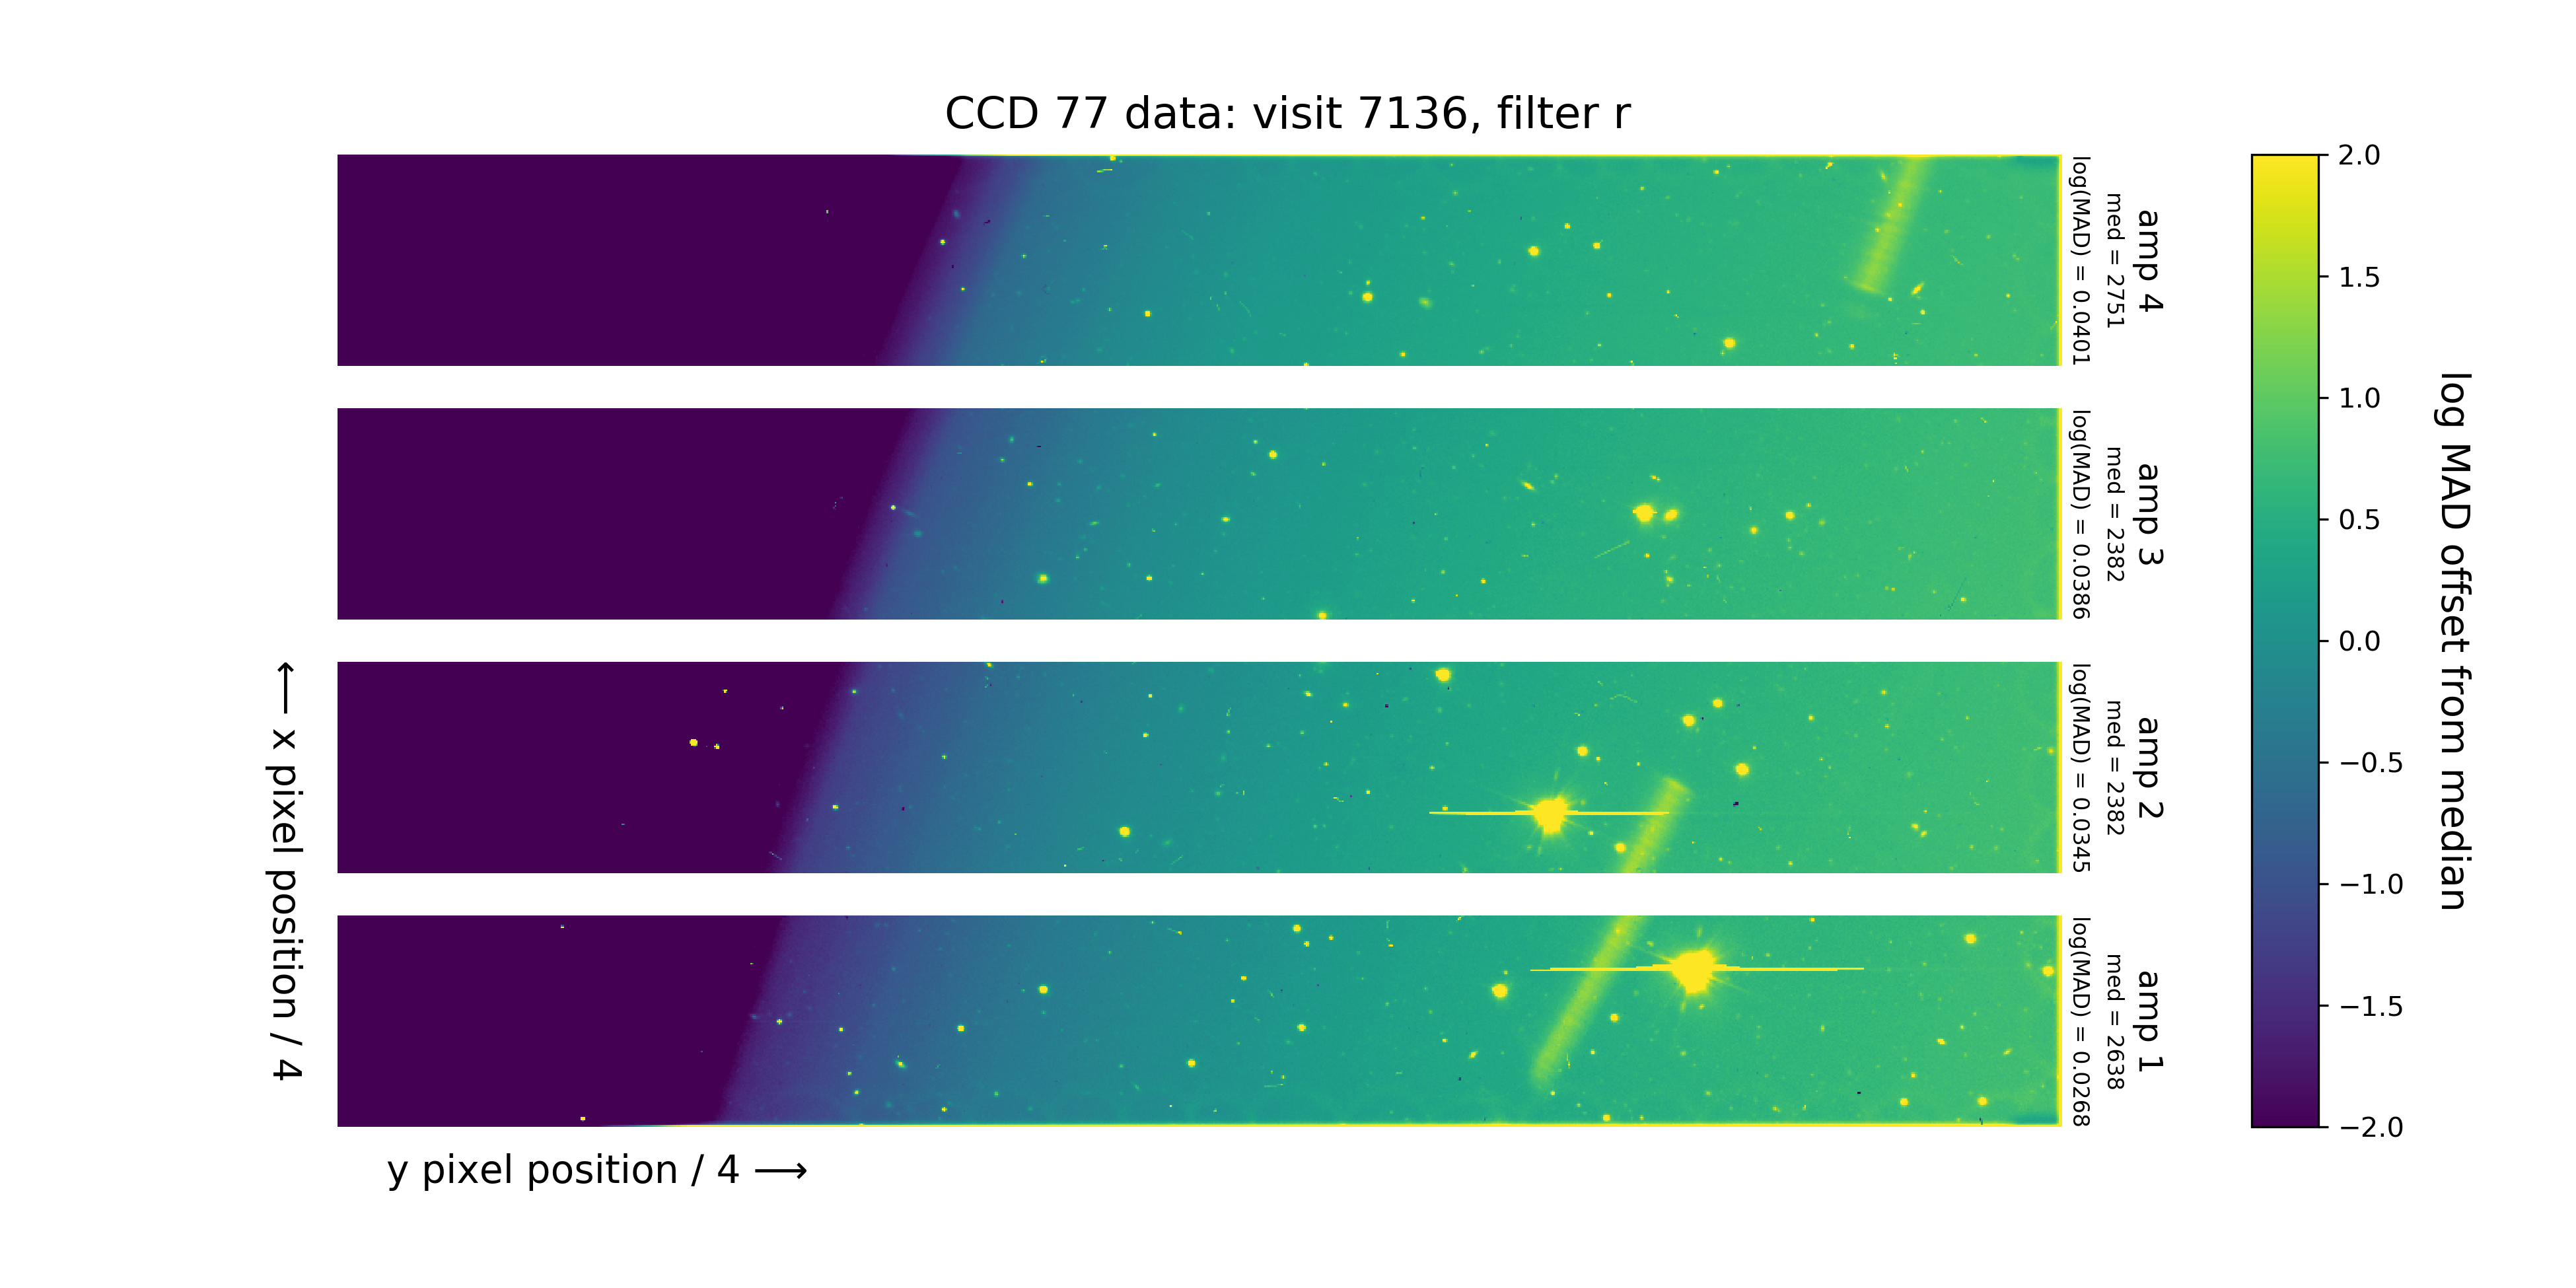 CCD 77 data: visit 7136, filter r
amp 4
med = 2751
log(MAD) = 0.0401
amp 3
med = 2382
log(MAD) = 0.0386
amp 2
med = 2382
log(MAD) = 0.0345
amp 1
med = 2638
log(MAD) = 0.0268
⟵ x pixel position / 4
y pixel position / 4 ⟶
2.0
1.5
1.0
0.5
0.0
−0.5
−1.0
−1.5
−2.0
log MAD offset from median